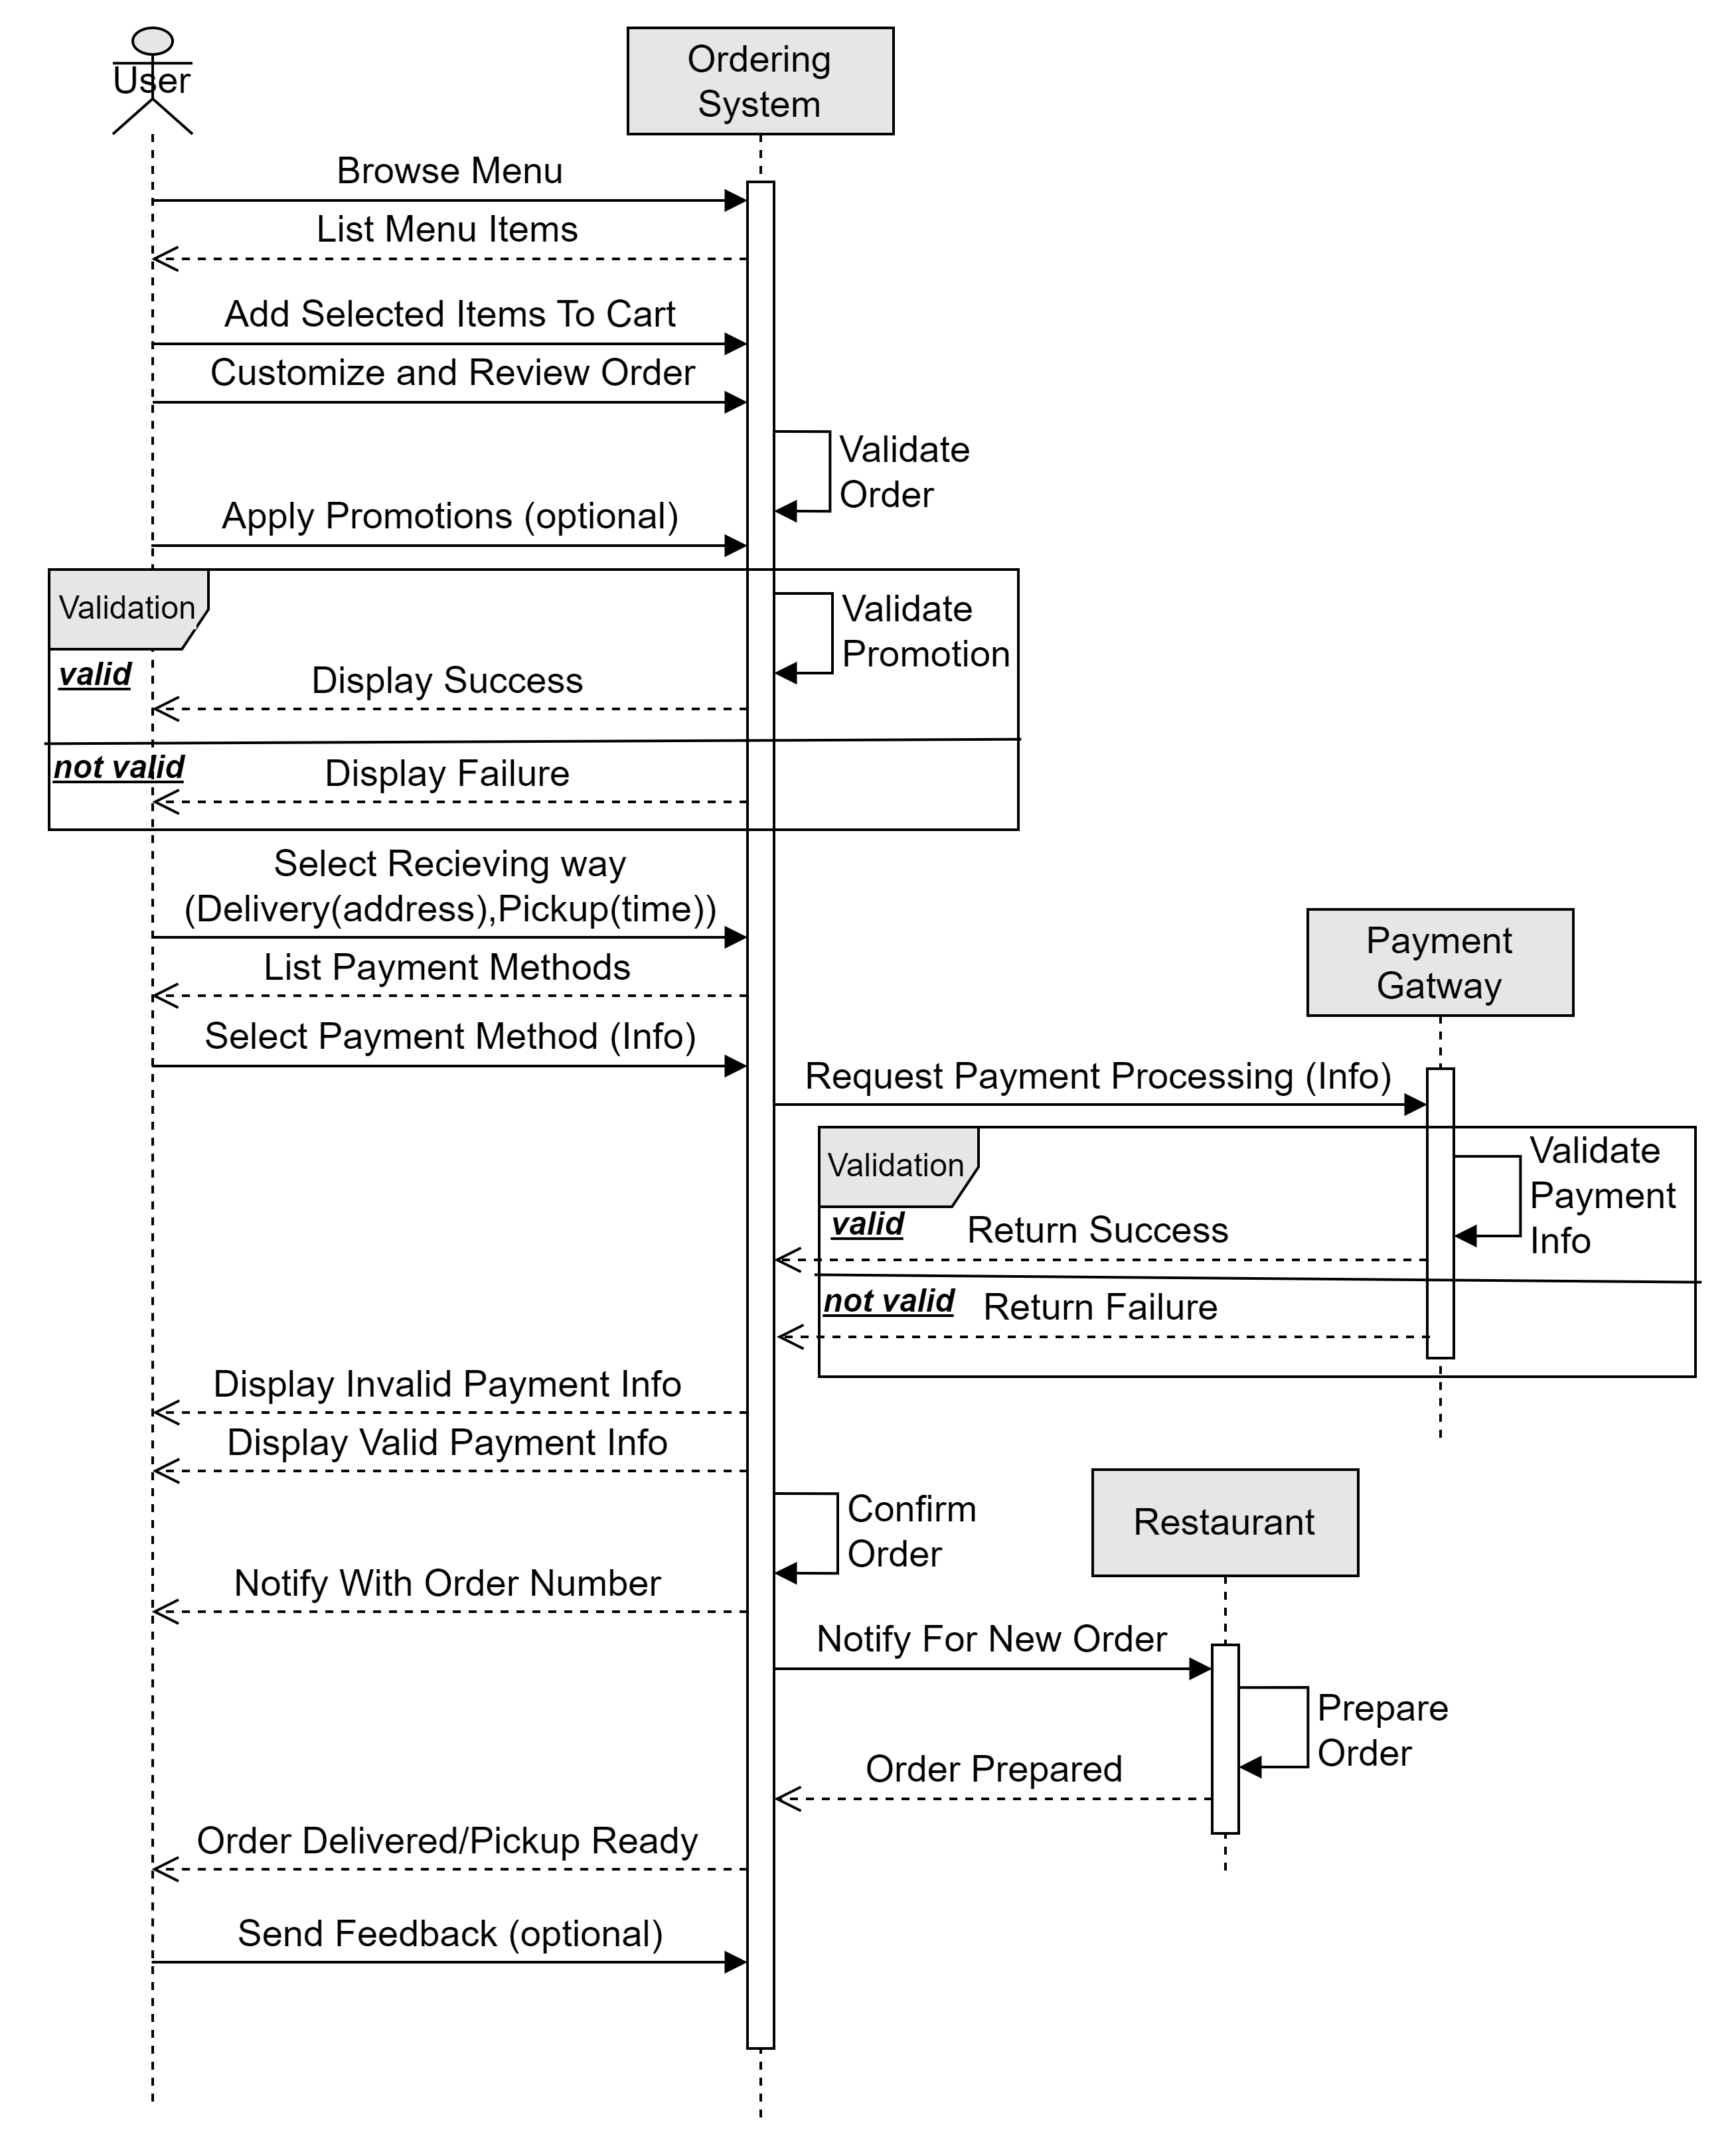 User
Ordering
System
Browse Menu
List Menu Items
Add Selected Items To Cart
Customize and Review Order
Validate
Order
Apply Promotions (optional)
Validation
Validate
Promotion
valid
Display Success
not valid
Display Failure
Select Recieving way
(Delivery(address),Pickup(time))
Payment
Gatway
List Payment Methods
Select Payment Method (Info)
Request Payment Processing (Info)
Validation
Validate
Payment
Info
valid
Return Success
not valid
Return Failure
Display Invalid Payment Info
Display Valid Payment Info
Confirm
Order
Restaurant
Notify With Order Number
Notify For New Order
Prepare
Order
Order Prepared
Order Delivered/Pickup Ready
Send Feedback (optional)